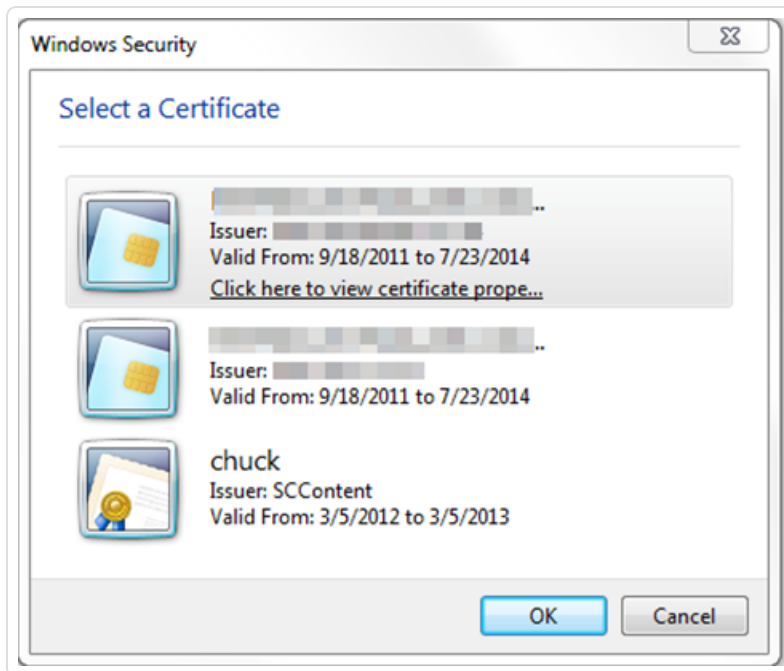 Windows Security
Select a Certificate
...
Issuer:
Valid From: 9/18/2011 to 7/23/2014
Click here to view certificate prope...
...
Issuer:
Valid From: 9/18/2011 to 7/23/2014
chuck
Issuer: SCContent
Valid From: 3/5/2012 to 3/5/2013
OK
Cancel